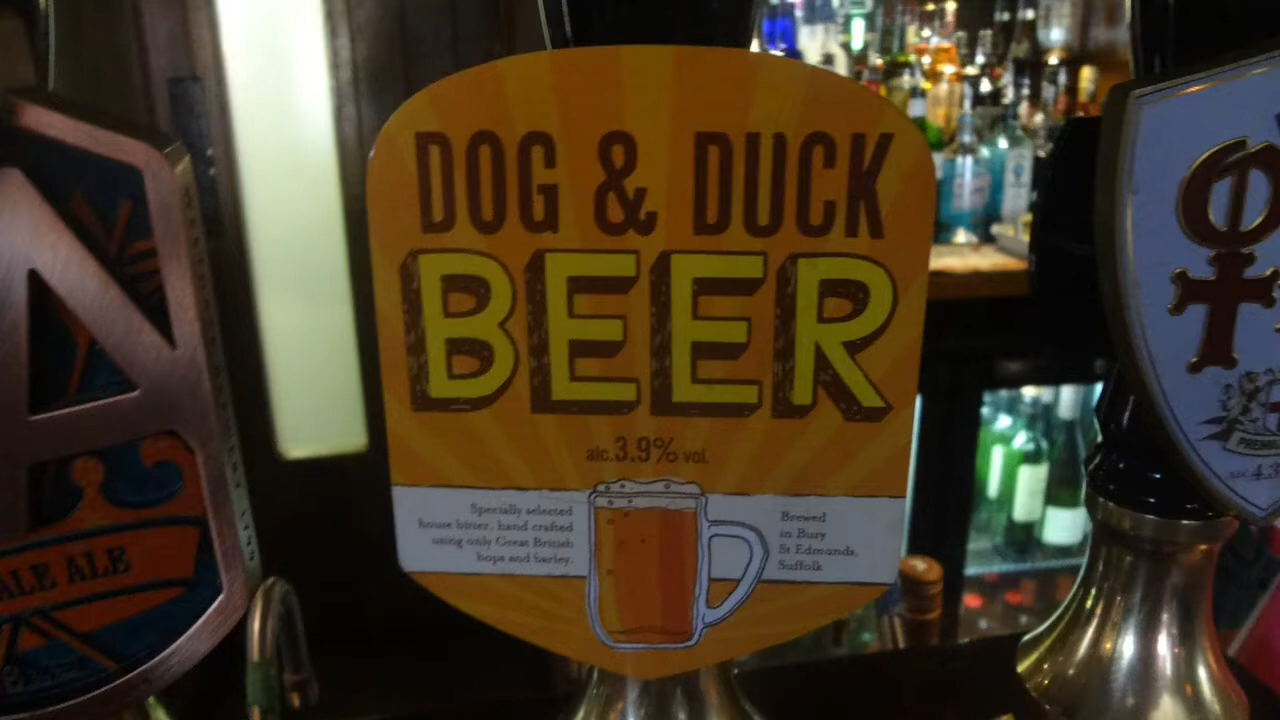 DOG & DUCK
BEER
alc.3.9% vol.
Specially selected
house bitter, hand crafted
using only Great British
hops and barley.
Brewed
in Bury
St Edmunds,
Suffolk
A
ALE ALE